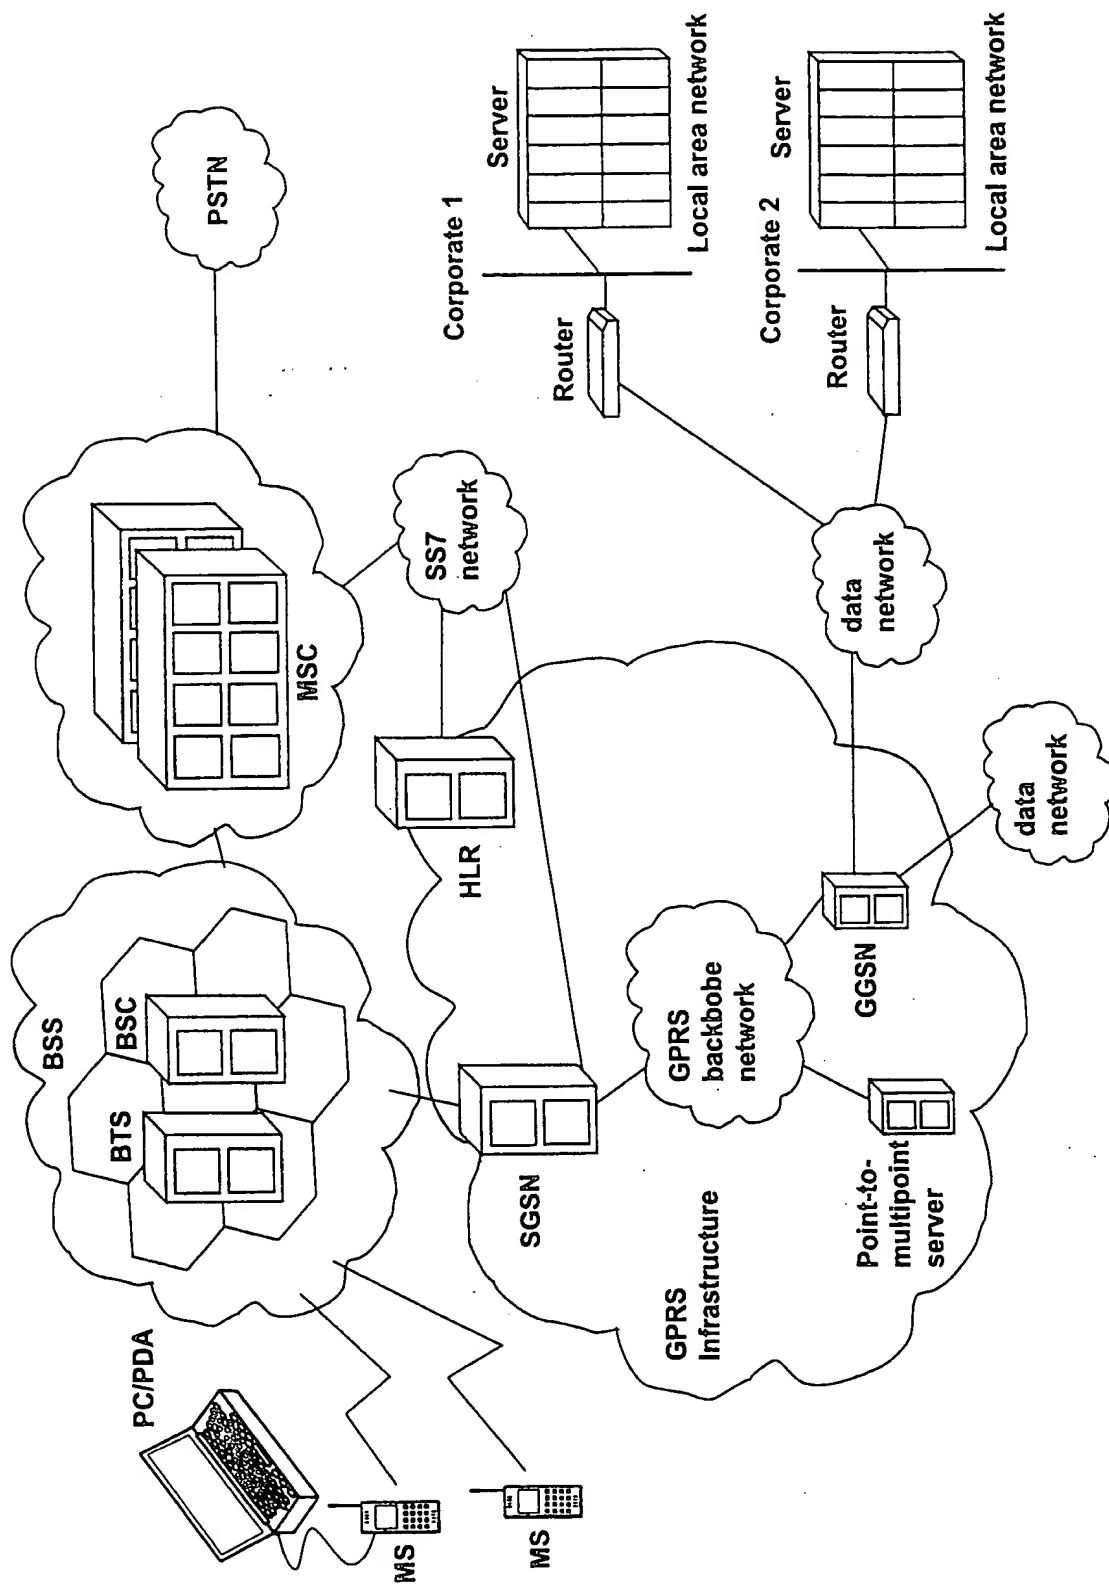 PC/PDA
MS
MS
BSS
BTS
BSC
MSC
PSTN
SS7
network
HLR
SGSN
GPRS
Infrastructure
GPRS
backbobe
network
Point-to-
multipoint
server
GGSN
data
network
data
network
Corporate 1
Router
Server
Local area network
Corporate 2
Router
Server
Local area network